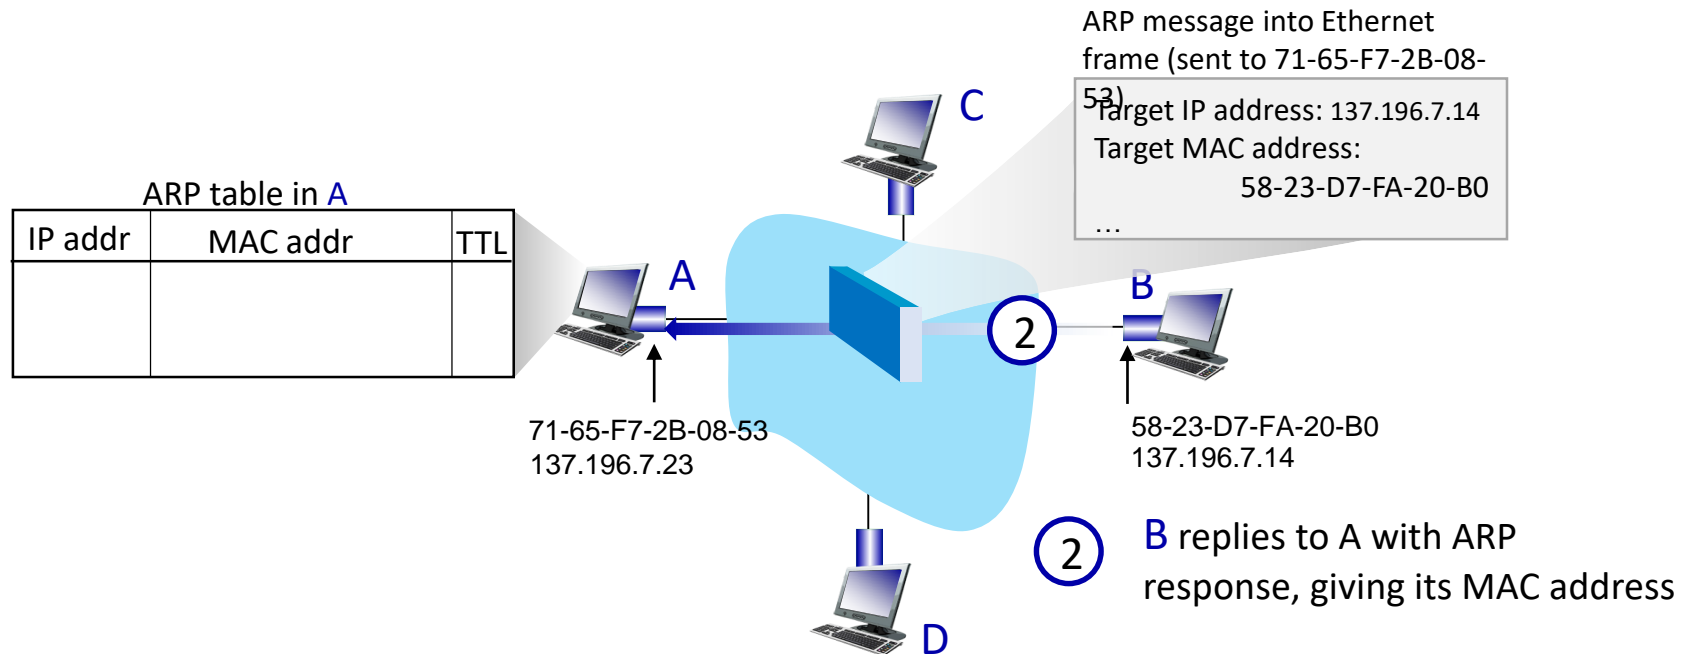 ARP message into Ethernet
frame (sent to 71-65-F7-2B-08-
53)
Target IP address: 137.196.7.14
Target MAC address:
58-23-D7-FA-20-B0
...
C
ARP table in A
IP addr MAC addr TTL
A
B
2
71-65-F7-2B-08-53
137.196.7.23
58-23-D7-FA-20-B0
137.196.7.14
2
B replies to A with ARP
response, giving its MAC address
D